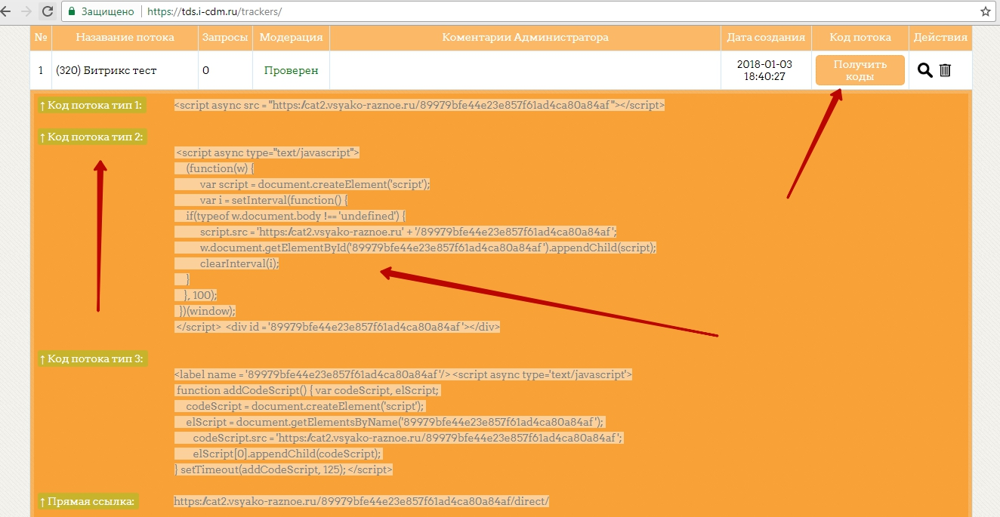 Защищено | https://tds.i-cdm.ru/trackers/
№ Назавание потока Запросы Модерация Коментарии Администратора Дата создания Код потока Действия
1 (320) Битрикс тест 0 Проверен 2018-01-03 18:40:27 Получить коды
↑ Код потока тип 1: <script async src = "https://cat2.vsyako-raznoe.ru/89979bfe44e23e857f61ad4ca80a84af"></script>
↑ Код потока тип 2:
<script async type="text/javascript">
(function(w) {
var script = document.createElement('script');
var i = setInterval(function() {
if(typeof w.document.body !== 'undefined') {
script.src = 'https://cat2.vsyako-raznoe.ru' + '/89979bfe44e23e857f61ad4ca80a84af';
w.document.getElementById('89979bfe44e23e857f61ad4ca80a84af').appendChild(script);
clearInterval(i);
}
}, 100);
})(window);
</script> <div id = '89979bfe44e23e857f61ad4ca80a84af'></div>
↑ Код потока тип 3:
<label name = '89979bfe44e23e857f61ad4ca80a84af'/> <script async type='text/javascript'>
function addCodeScript() { var codeScript, elScript;
codeScript = document.createElement('script');
elScript = document.getElementsByName('89979bfe44e23e857f61ad4ca80a84af');
codeScript.src = 'https://cat2.vsyako-raznoe.ru/89979bfe44e23e857f61ad4ca80a84af';
elScript[0].appendChild(codeScript);
} setTimeout(addCodeScript, 125); </script>
↑ Прямая ссылка: https://cat2.vsyako-raznoe.ru/89979bfe44e23e857f61ad4ca80a84af/direct/